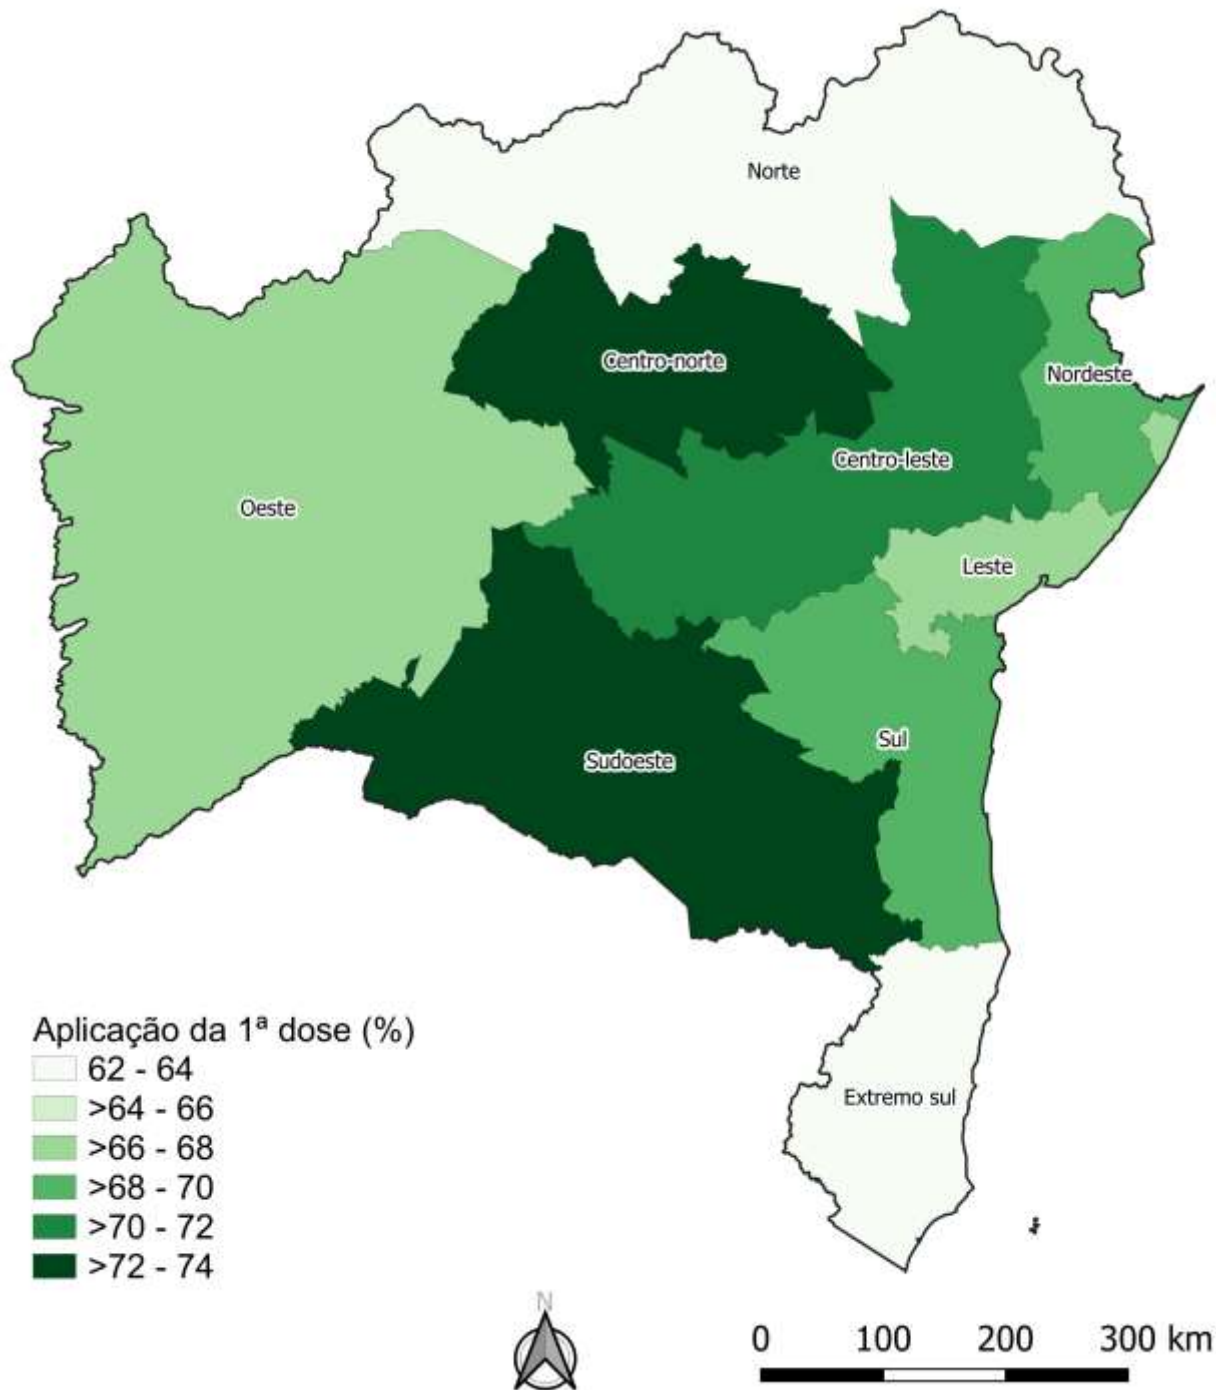 Norte
Centro-norte
Nordeste
Centro-leste
Oeste
Leste
Sul
Sudoeste
Extremo sul
Aplicação da 1ª dose (%)
62 - 64
>64 - 66
>66 - 68
>68 - 70
>70 - 72
>72 - 74
N
0 100 200 300 km